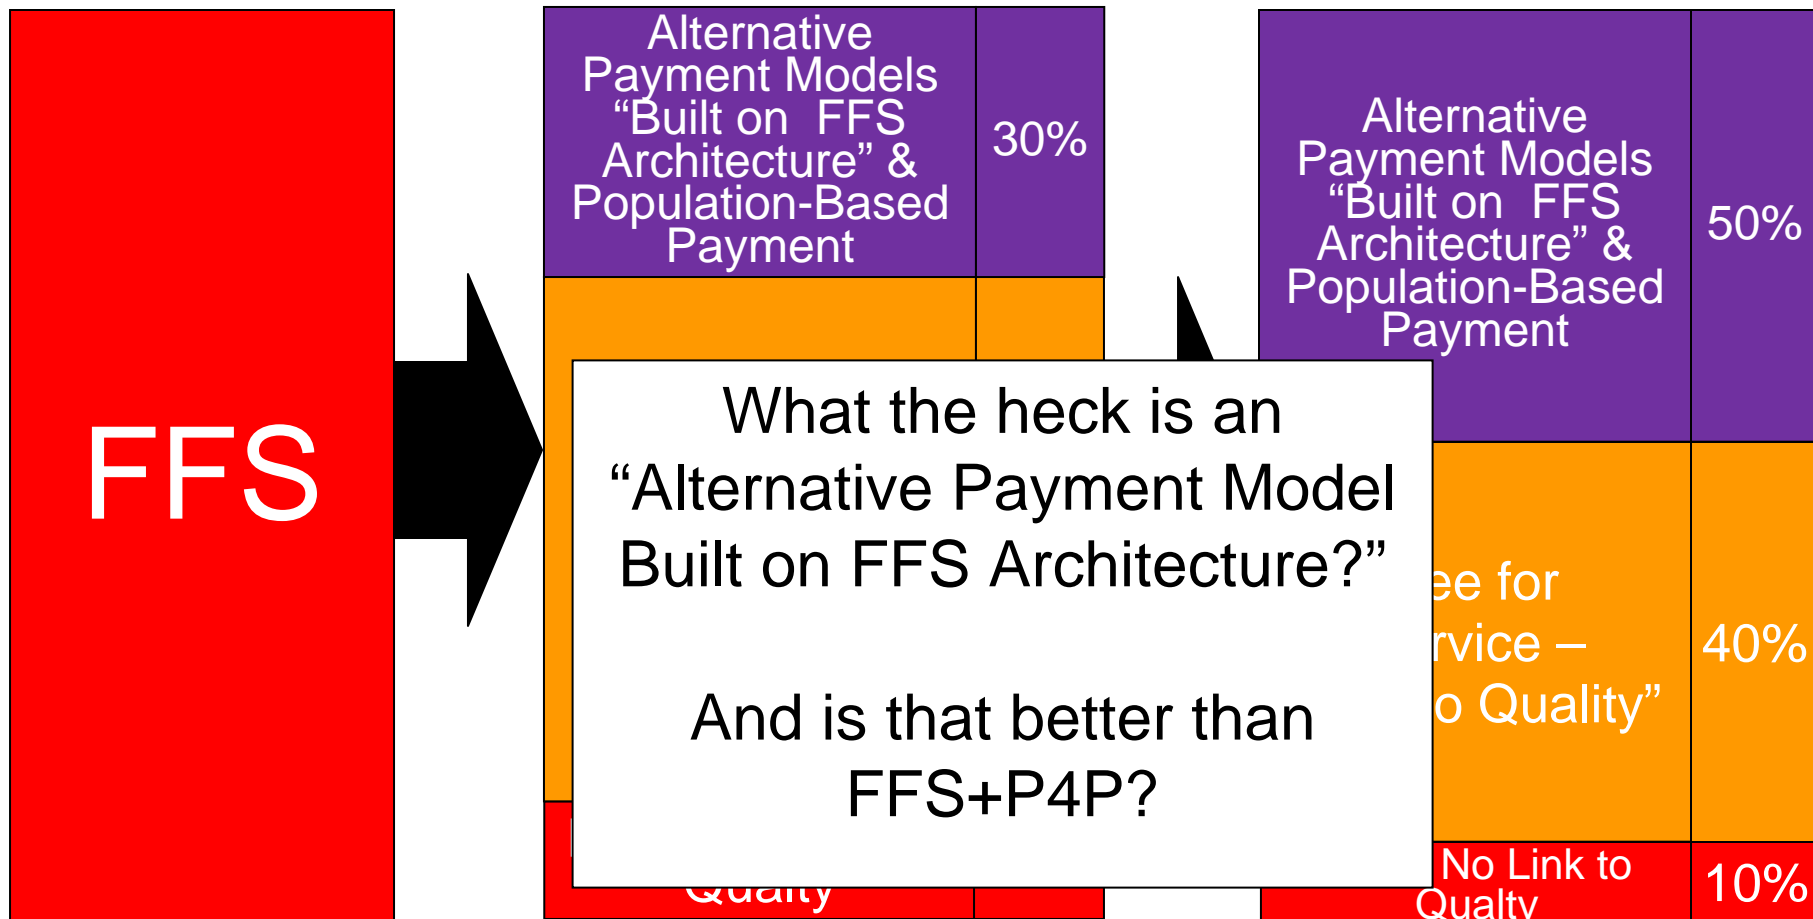 FFS
Alternative
Payment Models
“Built on FFS
Architecture” &
Population-Based
Payment
30%
Qualty
What the heck is an
“Alternative Payment Model
Built on FFS Architecture?”
And is that better than
FFS+P4P?
Alternative
Payment Models
“Built on FFS
Architecture” &
Population-Based
Payment
50%
ee for
rvice –
o Quality”
40%
No Link to
Qualty
10%